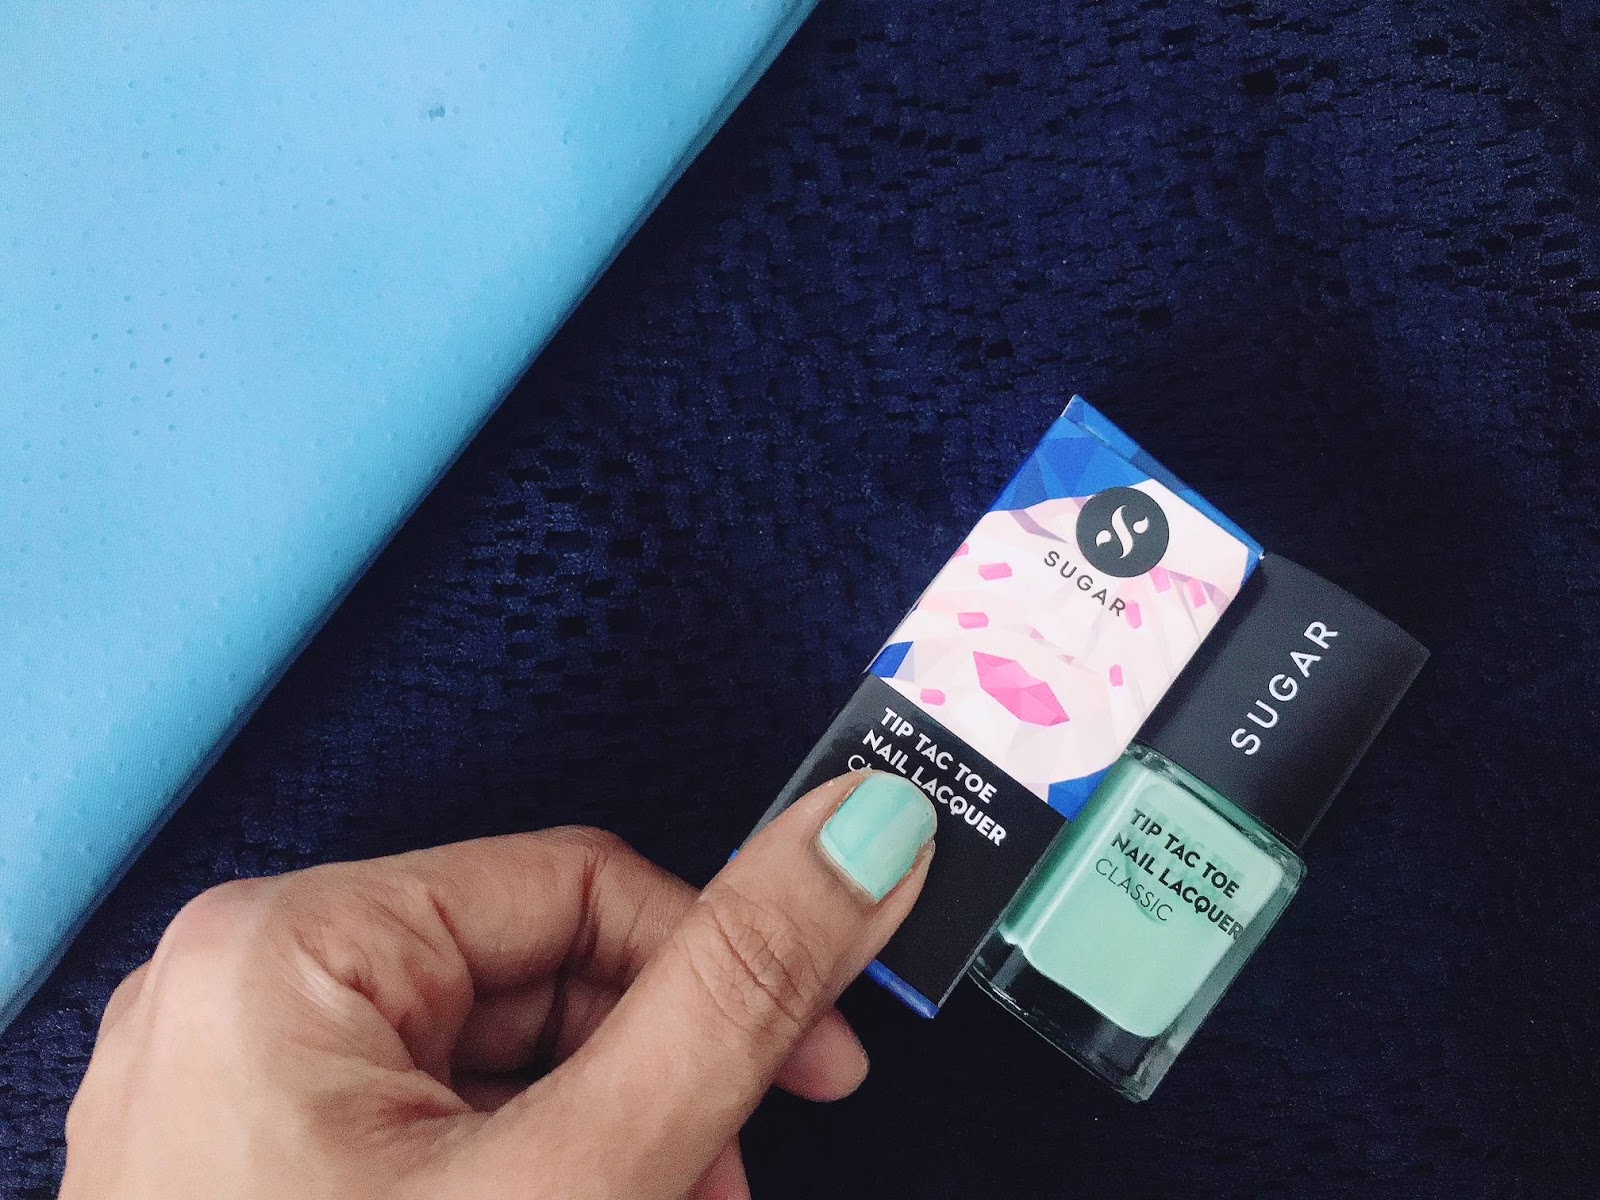 SUGAR
TIP TAC TOE
NAIL LACQUER
SUGAR
TIP TAC TOE
NAIL LACQUER
CLASSIC